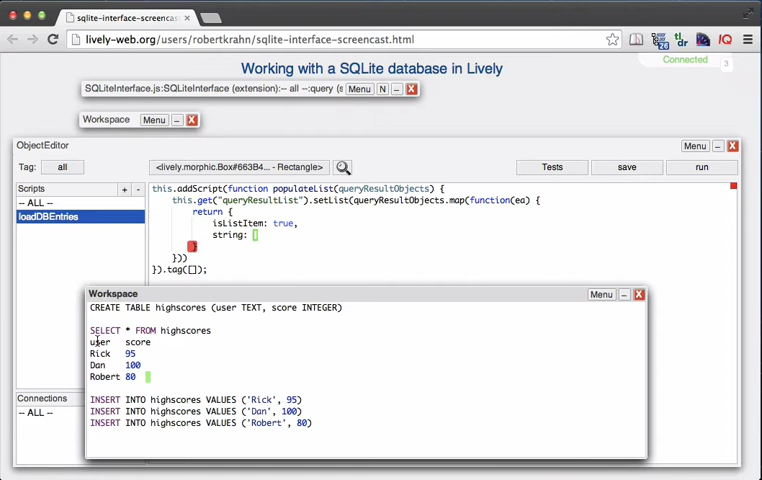 sqlite-interface-screencast
lively-web.org/users/robertkrahn/sqlite-interface-screencast.html
26
tl;dr
IQ
Working with a SQLite database in Lively
Connected
3
SQLiteInterface.js:SQLiteInterface (extension):-- all --:query (s
Menu
N
Workspace
Menu
ObjectEditor
Menu
Tag:
all
<lively.morphic.Box#663B4... - Rectangle>
Tests
save
run
Scripts
+
-
-- ALL --
loadDBEntries
this.addScript(function populateList(queryResultObjects) {
this.get("queryResultList").setList(queryResultObjects.map(function(ea) {
return {
isListItem: true,
string: [
}
}))
}).tag([]);
Workspace
Menu
CREATE TABLE highscores (user TEXT, score INTEGER)
SELECT * FROM highscores
user score
Rick 95
Dan 100
Robert 80
INSERT INTO highscores VALUES ('Rick', 95)
INSERT INTO highscores VALUES ('Dan', 100)
INSERT INTO highscores VALUES ('Robert', 80)
Connections
-- ALL --